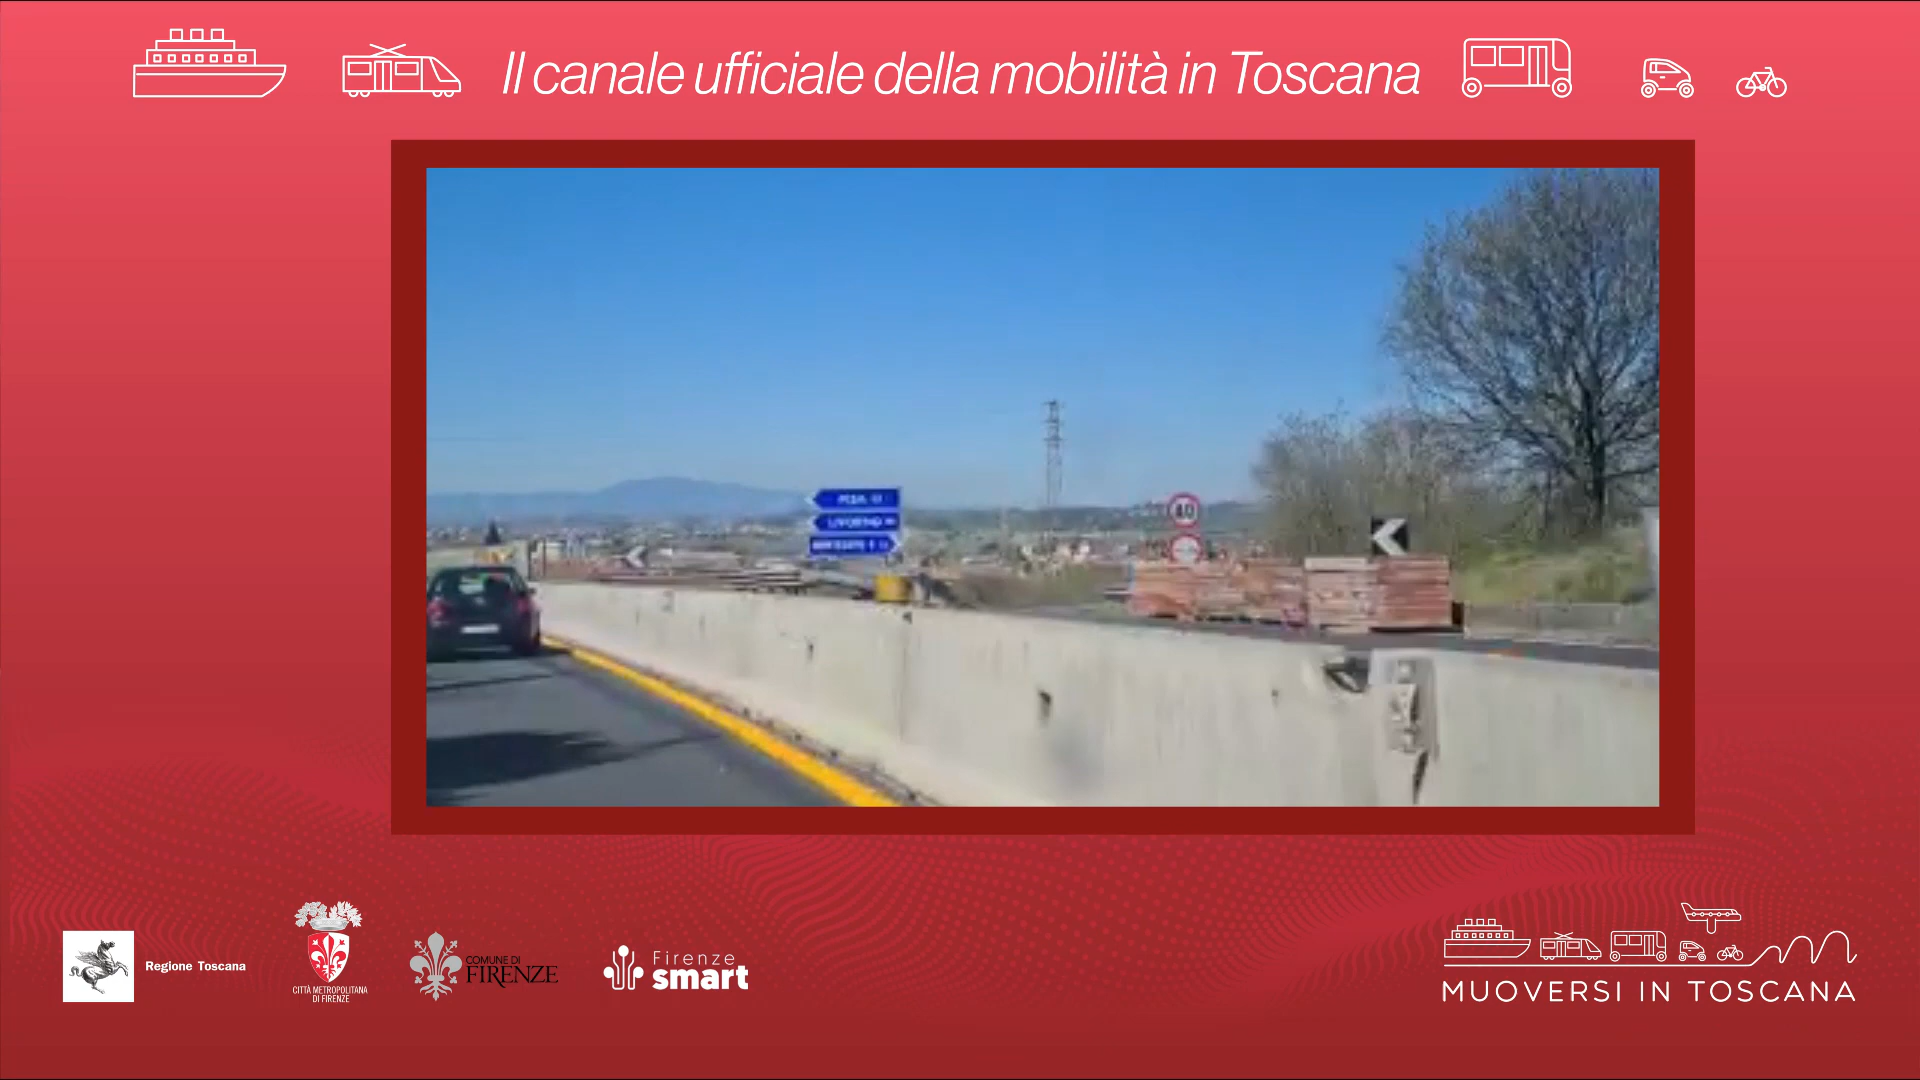 Il canale ufficiale della mobilità in Toscana
PISA
LIVORNO
40
Regione Toscana
CITTÀ METROPOLITANA
DI FIRENZE
COMUNE DI
FIRENZE
Firenze
smart
MUOVERSI IN TOSCANA